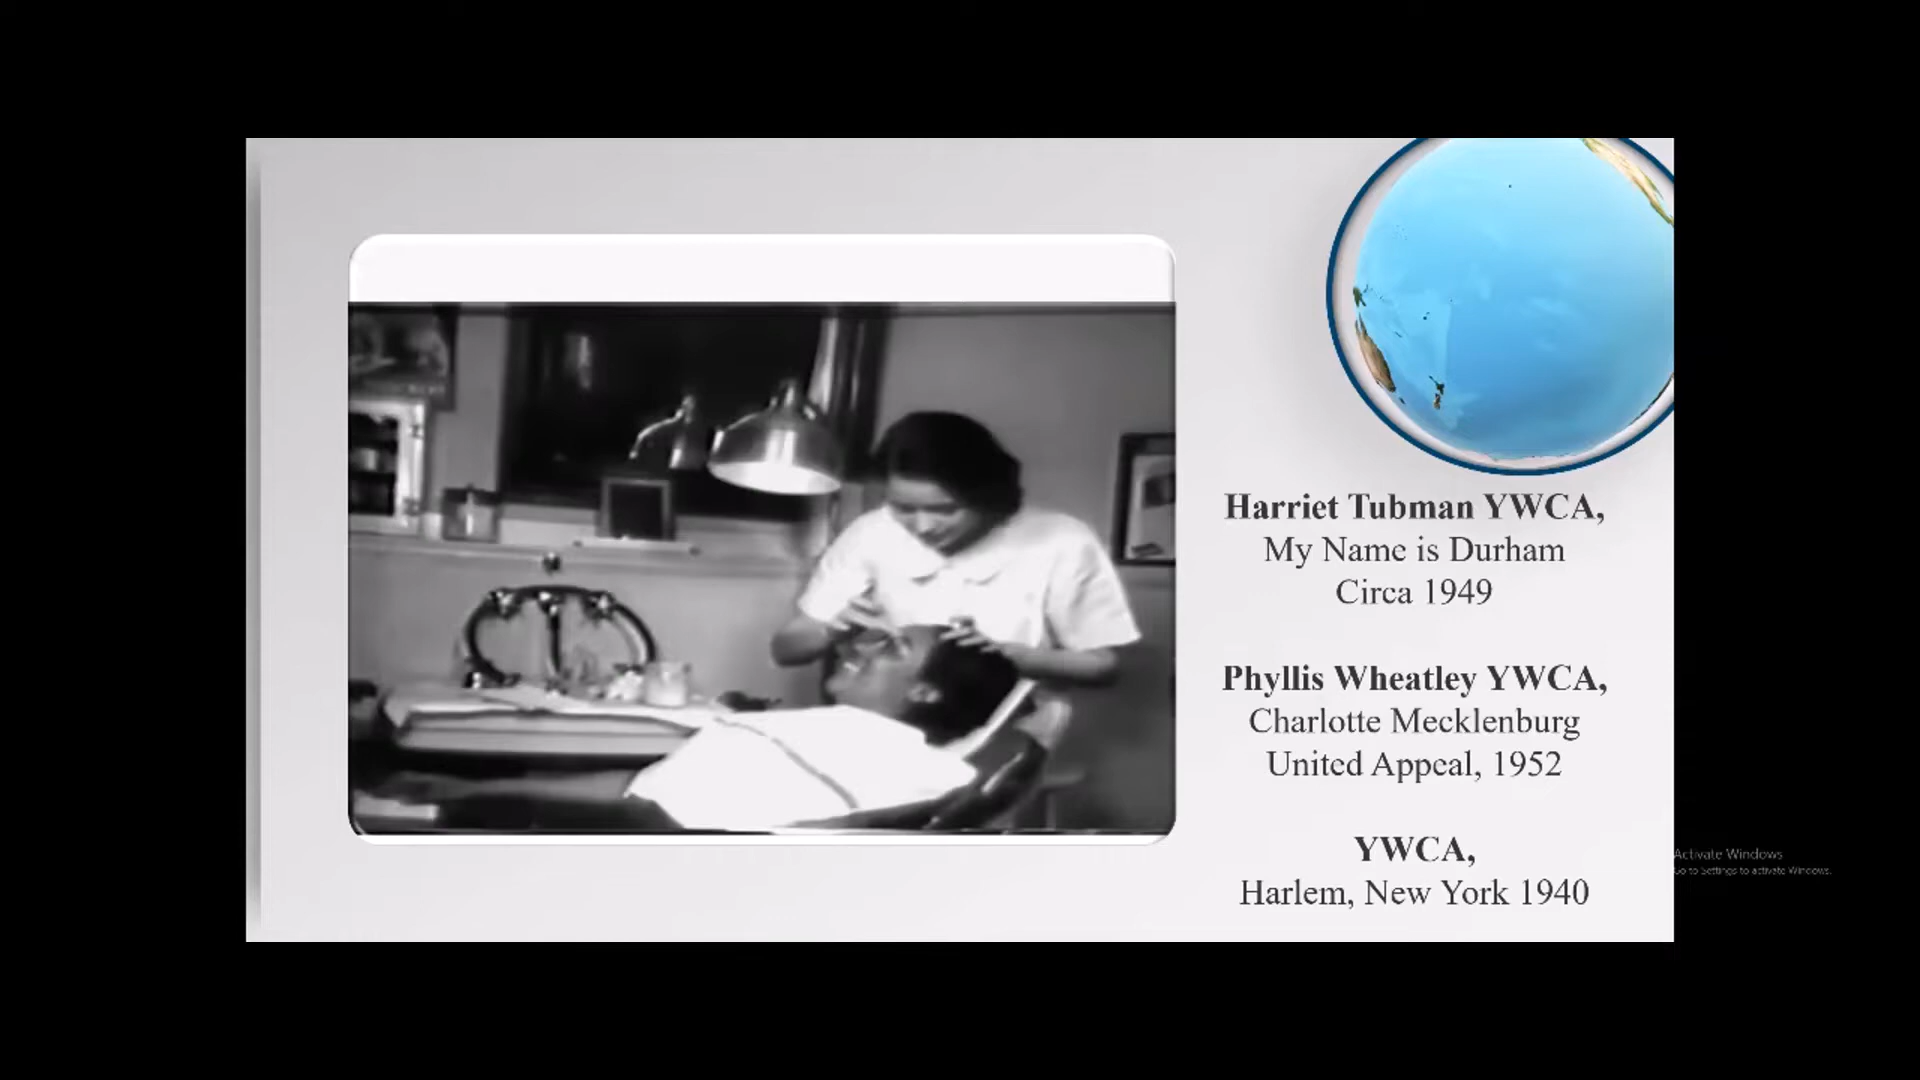 Harriet Tubman YWCA,
My Name is Durham
Circa 1949
Phyllis Wheatley YWCA,
Charlotte Mecklenburg
United Appeal, 1952
YWCA,
Harlem, New York 1940
Activate Windows
Go to Settings to activate Windows.